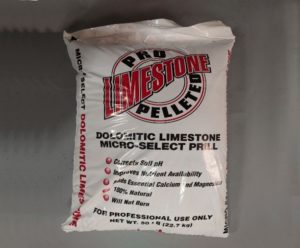 PRO
LIMESTONE
PELLETED
DOLOMITIC LIMESTONE
MICRO-SELECT PRILL
Corrects Soil pH
Improves Nutrient Availability
Adds Essential Calcium and Magnesium
100% Natural
Will Not Burn
FOR PROFESSIONAL USE ONLY
NET WT. 50 LB (22.7 kg)
MICRO-SELECT DOLOMITIC LIMESTONE